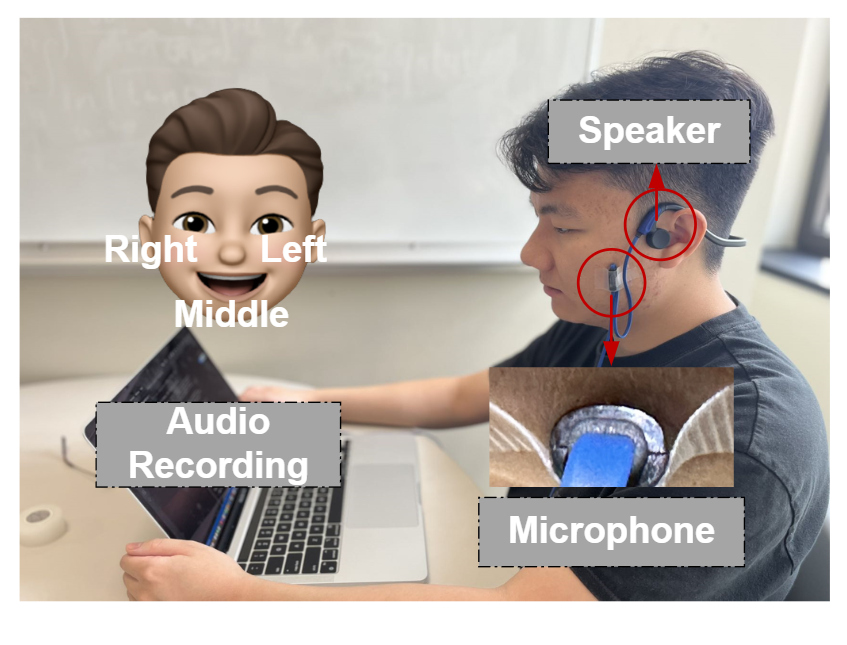 Speaker
Right Left
Middle
Audio
Recording
Microphone